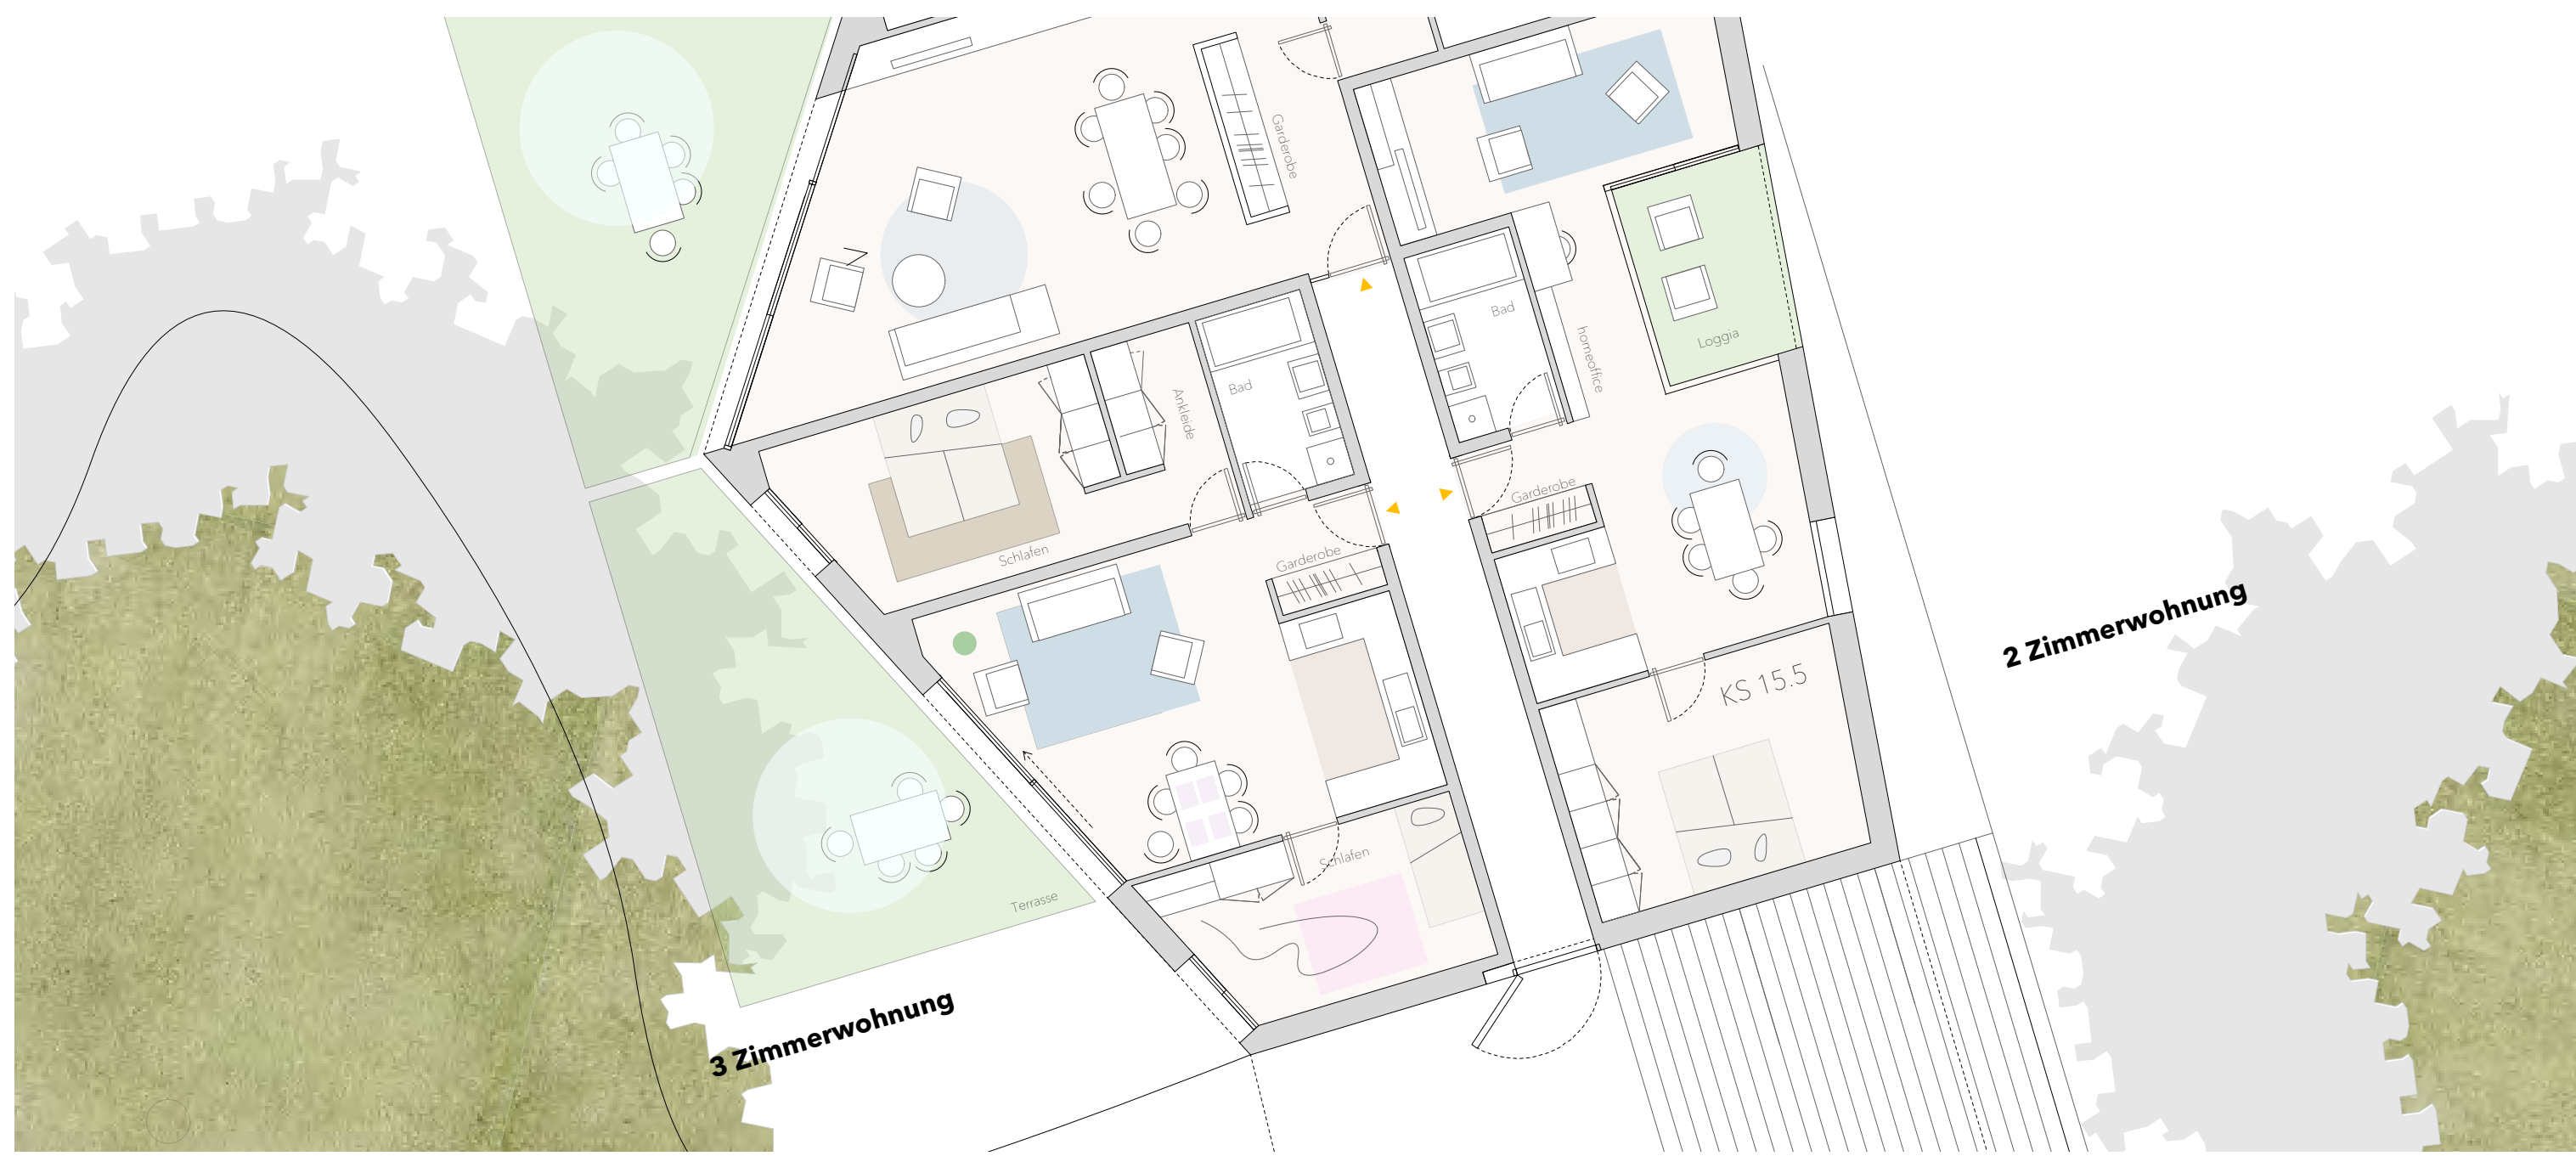 Garderobe
Bad
Loggia
homeoffice
Bad
Ankleide
Garderobe
Schlafen
Garderobe
2 Zimmerwohnung
KS 15.5
Schlafen
Terrasse
3 Zimmerwohnung